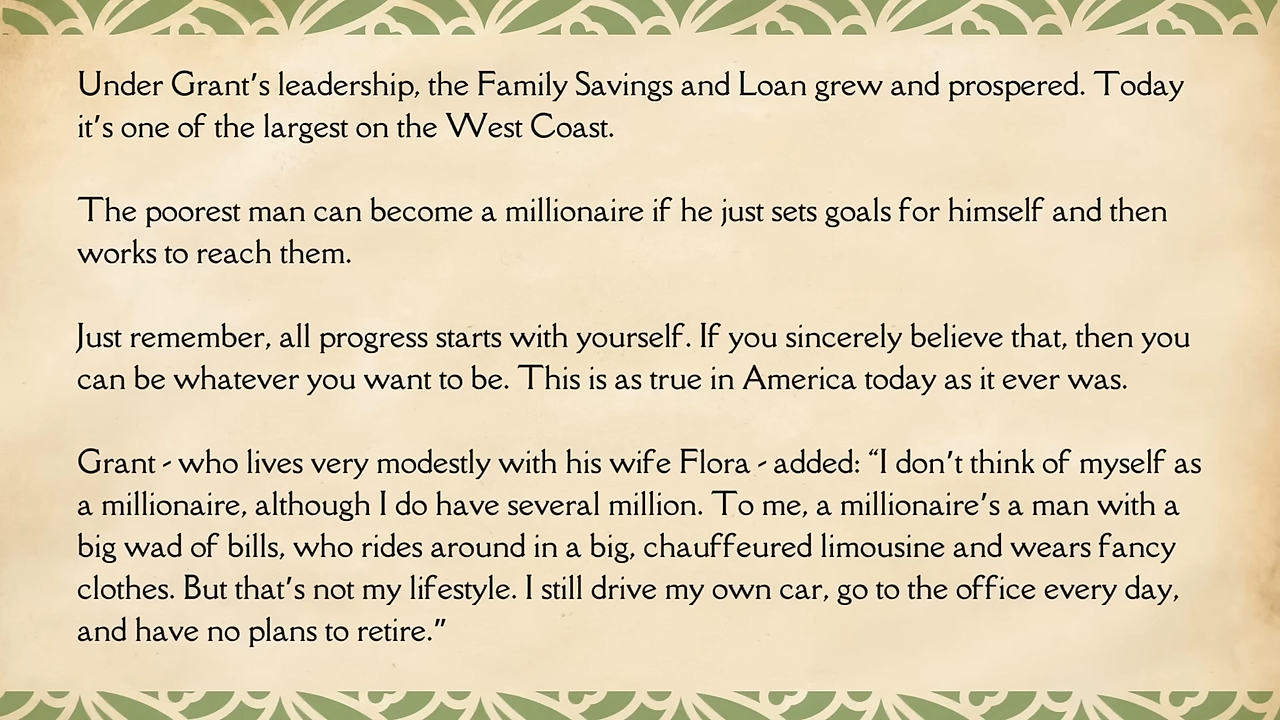 Under Grant's leadership, the Family Savings and Loan grew and prospered. Today
it's one of the largest on the West Coast.
The poorest man can become a millionaire if he just sets goals for himself and then
works to reach them.
Just remember, all progress starts with yourself. If you sincerely believe that, then you
can be whatever you want to be. This is as true in America today as it ever was.
Grant - who lives very modestly with his wife Flora - added: “I don't think of myself as
a millionaire, although I do have several million. To me, a millionaire's a man with a
big wad of bills, who rides around in a big, chauffeured limousine and wears fancy
clothes. But that's not my lifestyle. I still drive my own car, go to the office every day,
and have no plans to retire.”